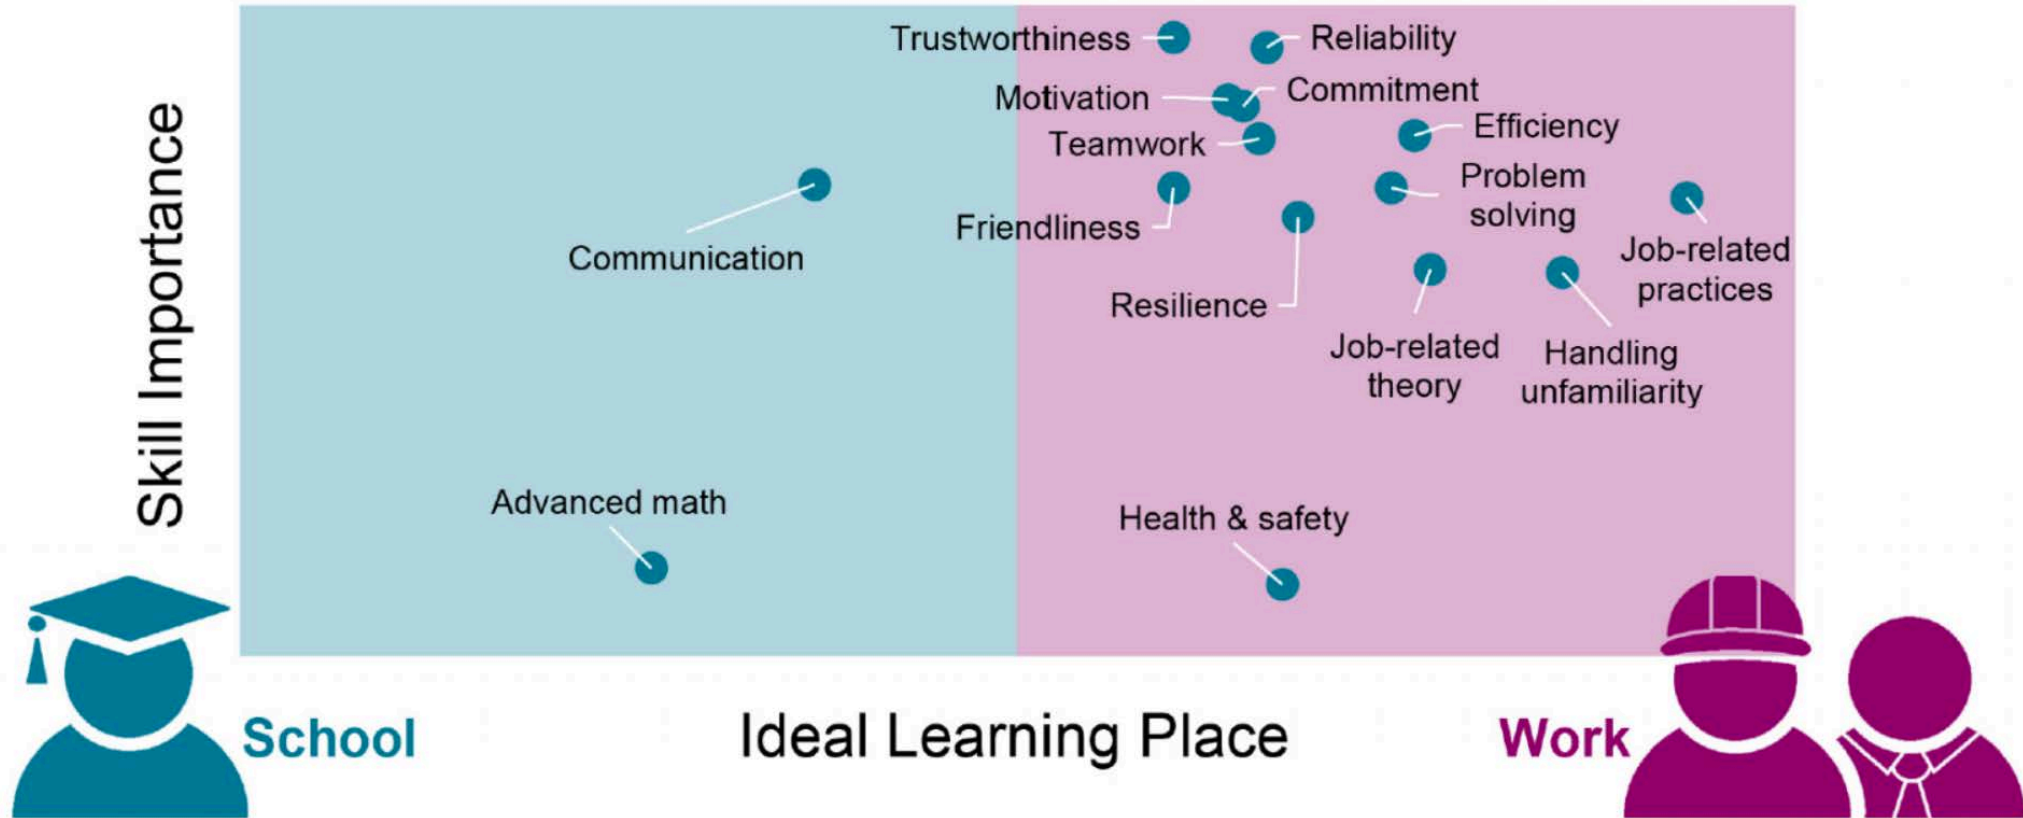 Trustworthiness
Reliability
Motivation
Commitment
Teamwork
Efficiency
Communication
Friendliness
Problem
solving
Resilience
Job-related
practices
Job-related
theory
Handling
unfamiliarity
Advanced math
Health & safety
Skill Importance
School
Ideal Learning Place
Work